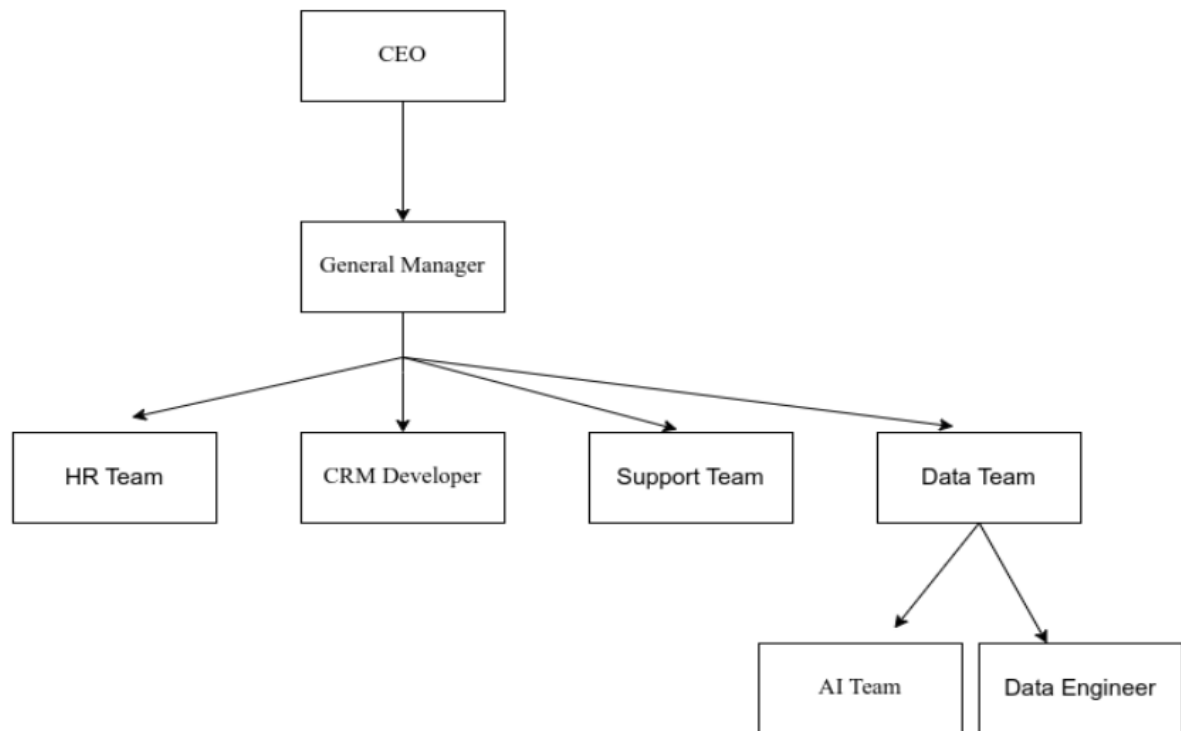 CEO
General Manager
HR Team
CRM Developer
Support Team
Data Team
AI Team
Data Engineer